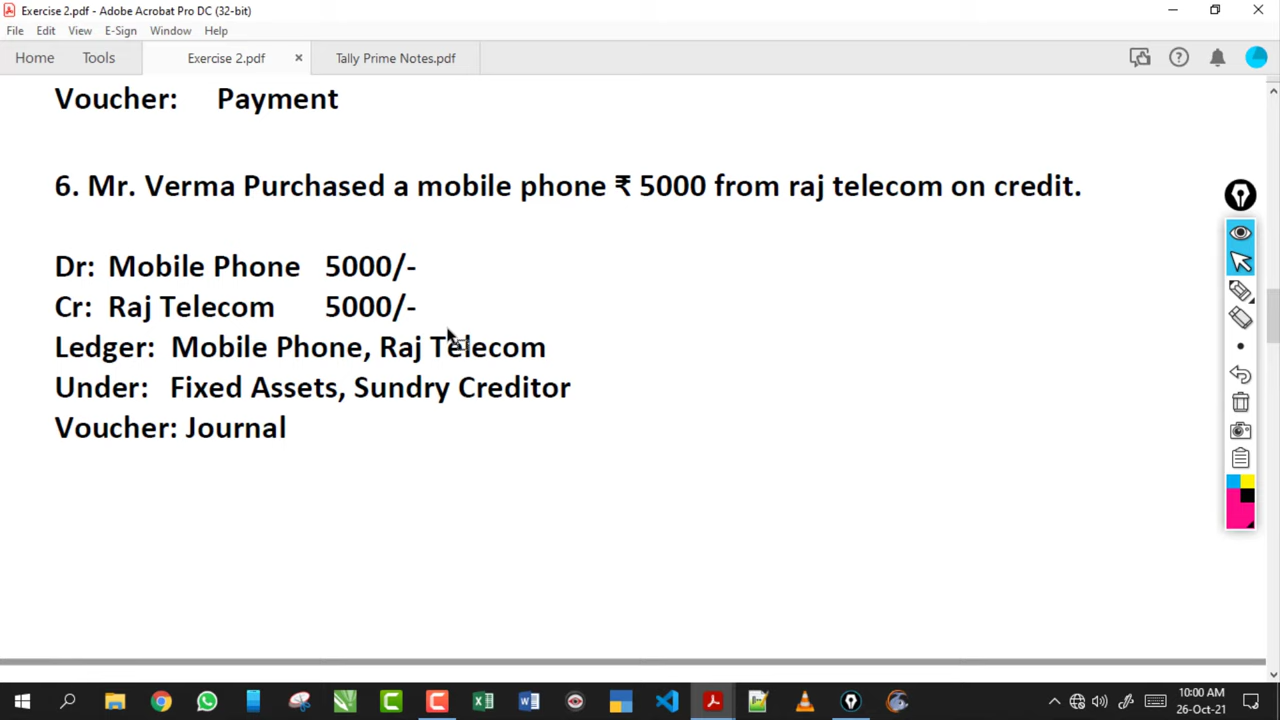 Exercise 2.pdf - Adobe Acrobat Pro DC (32-bit)
File Edit View E-Sign Window Help
Home Tools Exercise 2.pdf × Tally Prime Notes.pdf
Voucher: Payment
6. Mr. Verma Purchased a mobile phone ₹ 5000 from raj telecom on credit.
Dr: Mobile Phone 5000/-
Cr: Raj Telecom 5000/-
Ledger: Mobile Phone, Raj Telecom
Under: Fixed Assets, Sundry Creditor
Voucher: Journal
10:00 AM
26-Oct-21